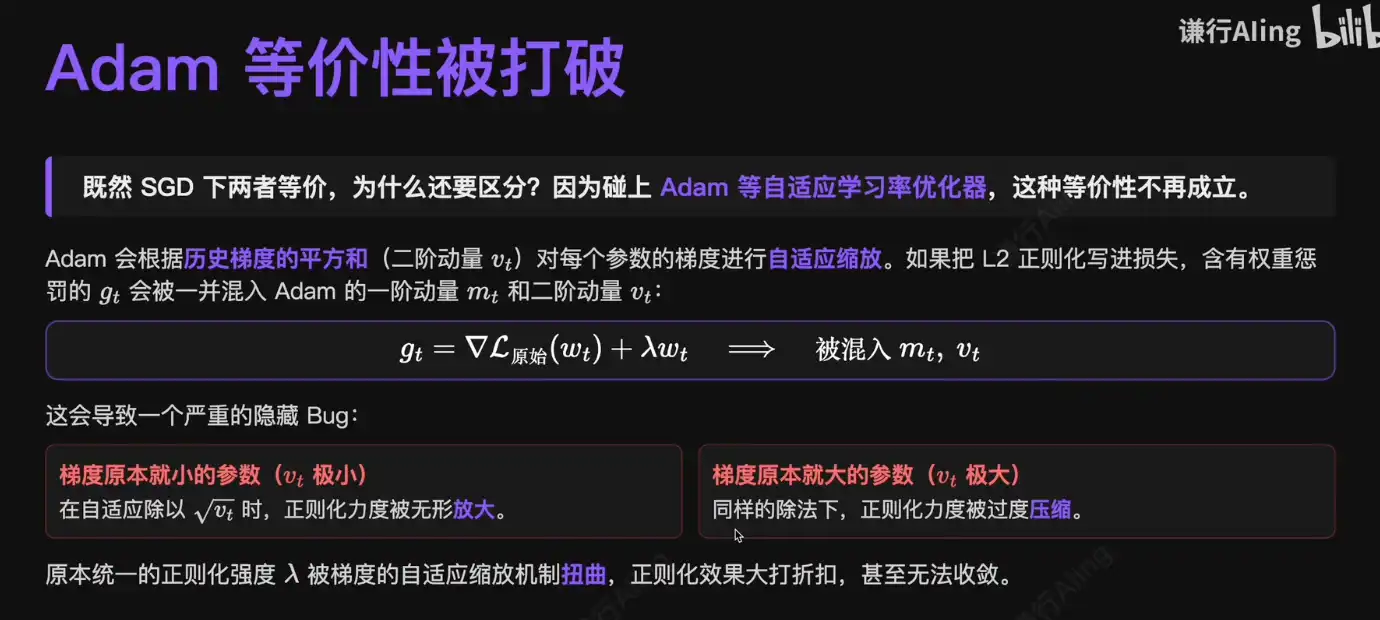 谦行AIing bilib
Adam 等价性被打破
既然 SGD 下两者等价，为什么还要区分？因为碰上 Adam 等自适应学习率优化器，这种等价性不再成立。
Adam 会根据历史梯度的平方和（二阶动量 v_t）对每个参数的梯度进行自适应缩放。如果把 L2 正则化写进损失，含有权重惩
罚的 g_t 会被一并混入 Adam 的一阶动量 m_t 和二阶动量 v_t：
g_t = ∇ℒ_原始(w_t) + λw_t ⟹ 被混入 m_t, v_t
这会导致一个严重的隐藏 Bug：
梯度原本就小的参数（v_t 极小）
在自适应除以 √v_t 时，正则化力度被无形放大。
梯度原本就大的参数（v_t 极大）
同样的除法下，正则化力度被过度压缩。
原本统一的正则化强度 λ 被梯度的自适应缩放机制扭曲，正则化效果大打折扣，甚至无法收敛。